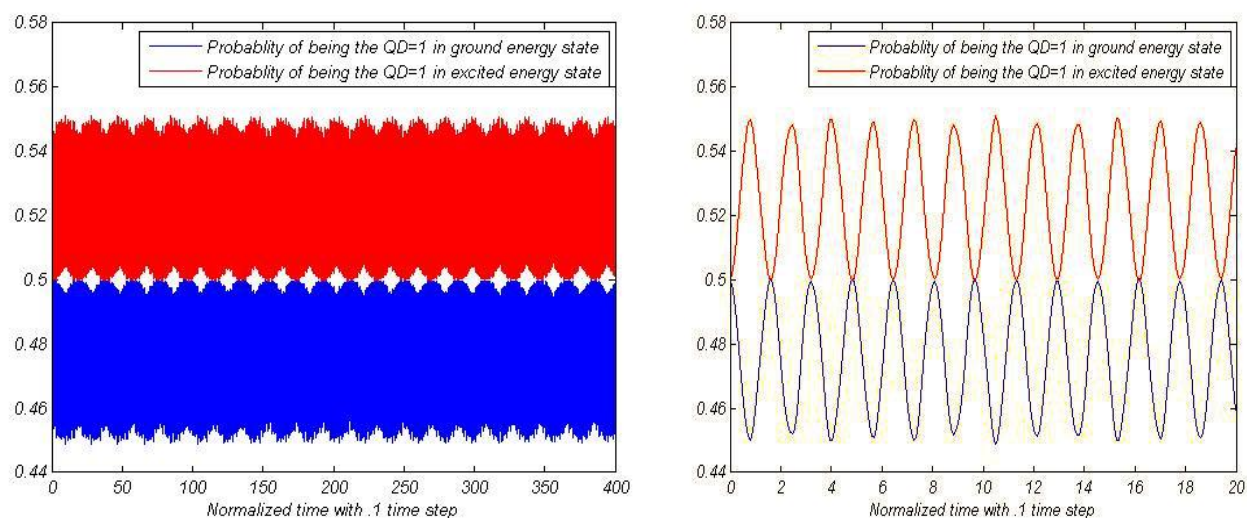 0.58
Probablity of being the QD=1 in ground energy state
Probablity of being the QD=1 in excited energy state
0.56
0.54
0.52
0.5
0.48
0.46
0.44
0 50 100 150 200 250 300 350 400
Normalized time with .1 time step
0.58
Probablity of being the QD=1 in ground energy state
Probablity of being the QD=1 in excited energy state
0.56
0.54
0.52
0.5
0.48
0.46
0.44
0 2 4 6 8 10 12 14 16 18 20
Normalized time with .1 time step